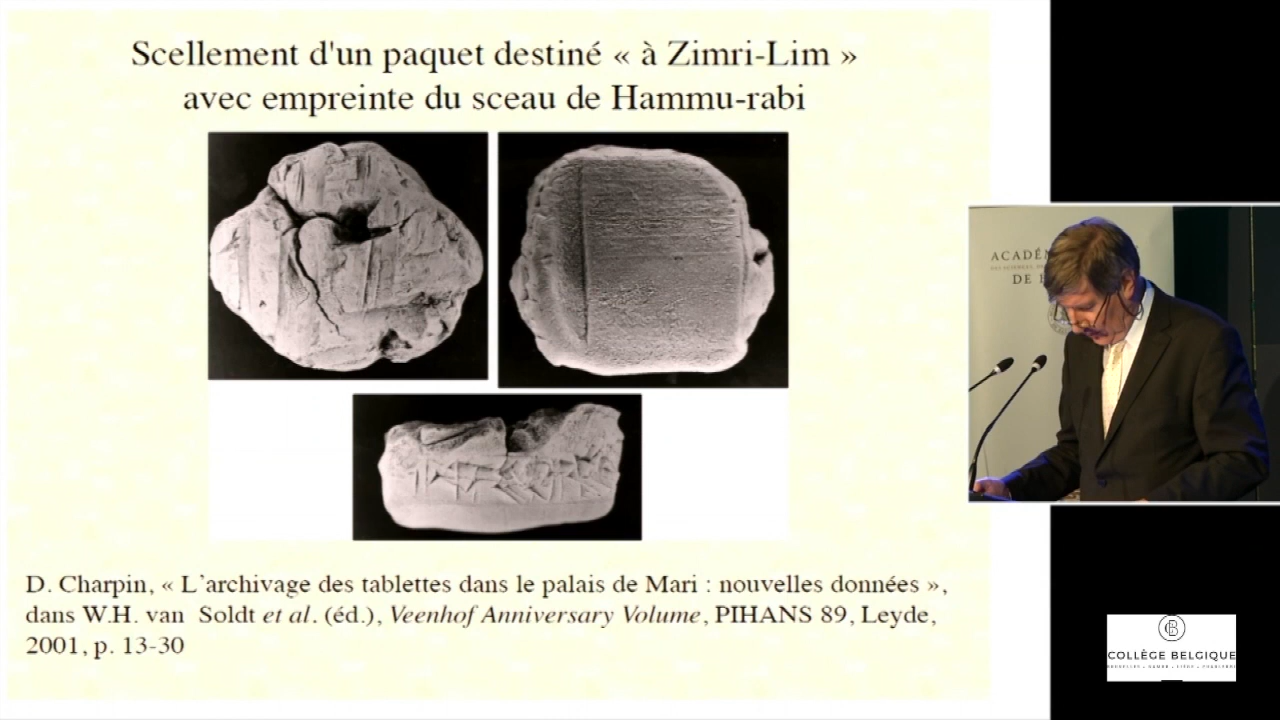 Scellement d'un paquet destiné « à Zimri-Lim »
avec empreinte du sceau de Hammu-rabi
D. Charpin, « L'archivage des tablettes dans le palais de Mari : nouvelles données »,
dans W.H. van Soldt et al. (éd.), Veenhof Anniversary Volume, PIHANS 89, Leyde,
2001, p. 13-30
ACADÉM
DE
COLLÈGE BELGIQUE